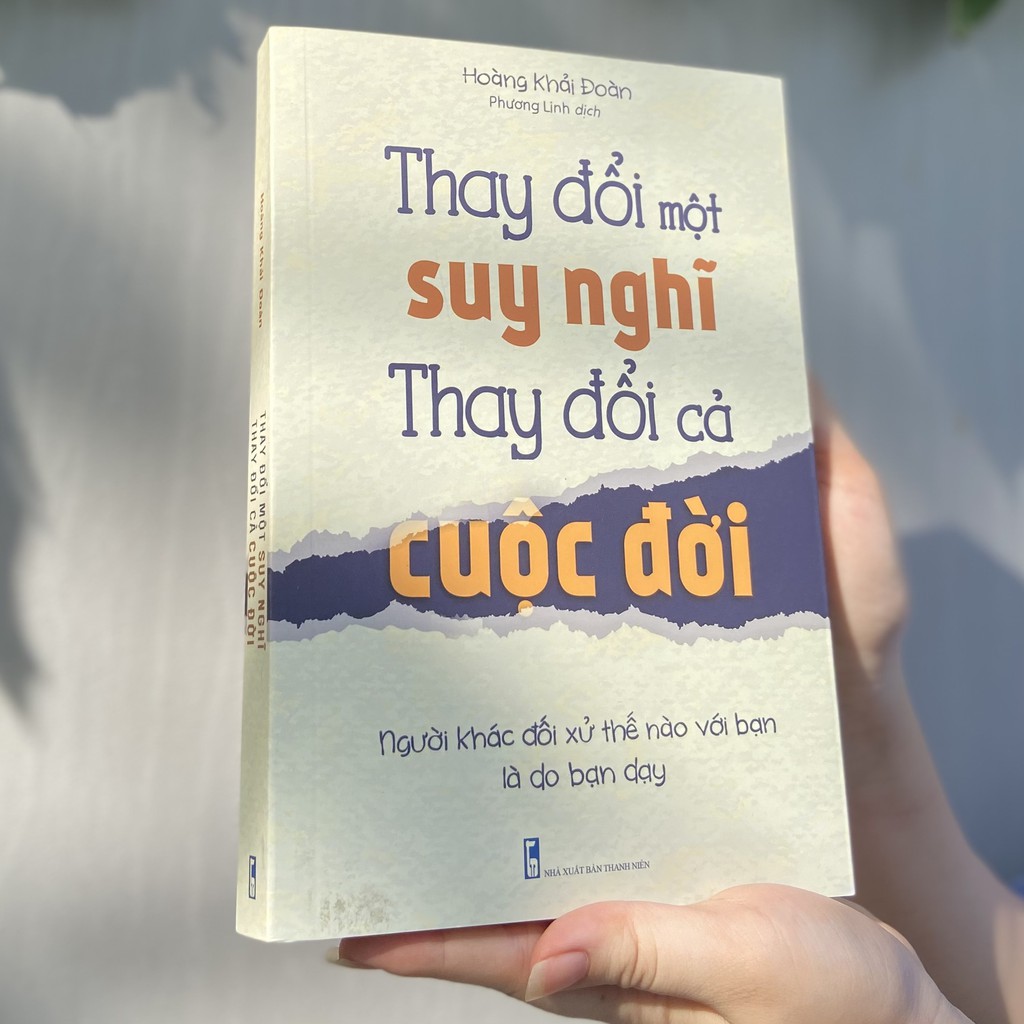 Hoàng Khải Đoàn
Phương Linh dịch
Thay đổi một
suy nghĩ
Thay đổi cả
cuộc đời
Người khác đối xử thế nào với bạn
là do bạn dạy
NHÀ XUẤT BẢN THANH NIÊN
Hoàng Khải Đoàn
THAY ĐỔI MỘT SUY NGHĨ
THAY ĐỔI CẢ CUỘC ĐỜI